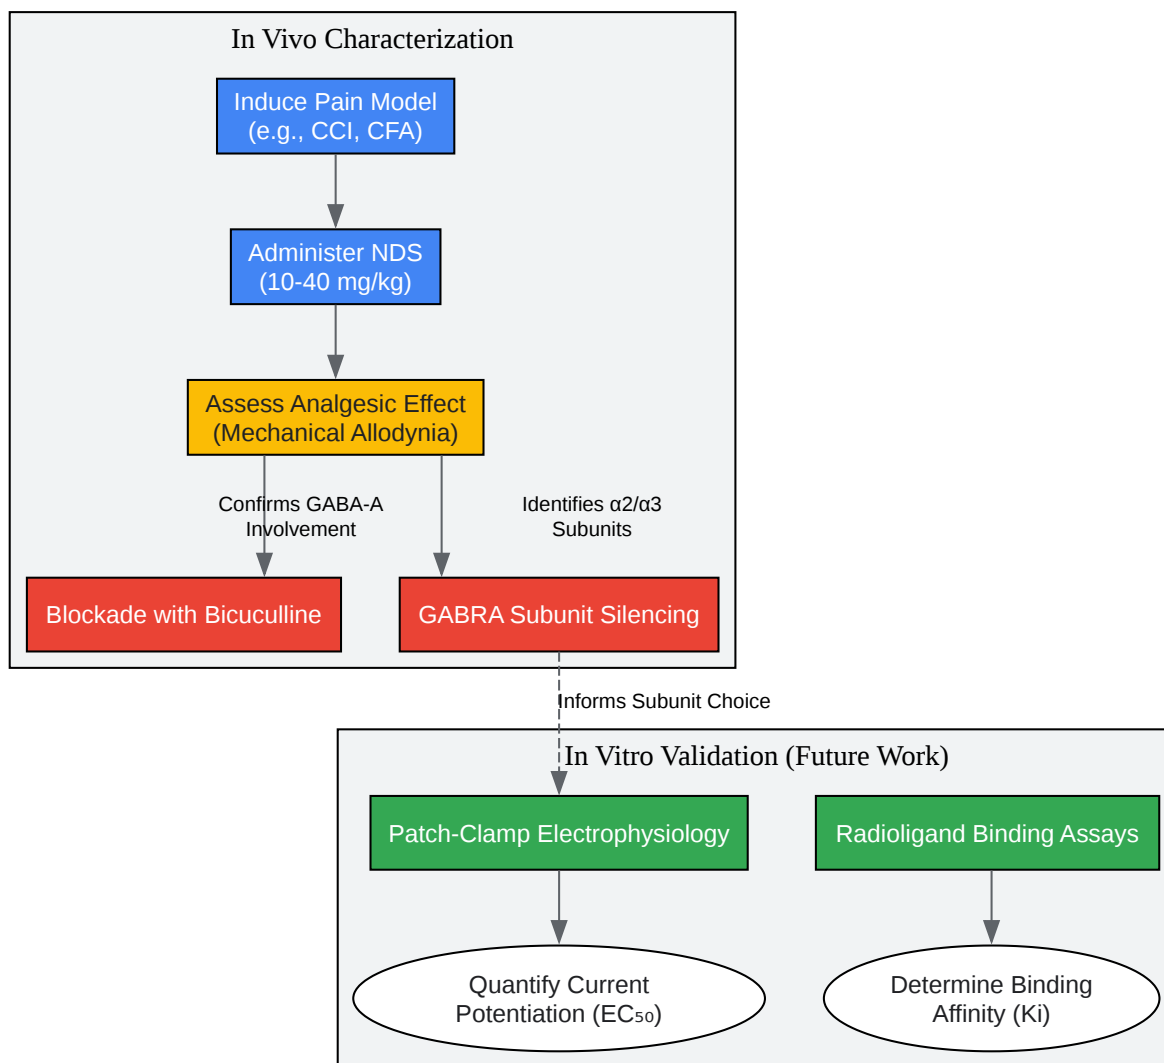 In Vivo Characterization
Induce Pain Model
(e.g., CCI, CFA)
Administer NDS
(10-40 mg/kg)
Assess Analgesic Effect
(Mechanical Allodynia)
Confirms GABA-A
Involvement
Identifies α2/α3
Subunits
Blockade with Bicuculline
GABRA Subunit Silencing
Informs Subunit Choice
In Vitro Validation (Future Work)
Patch-Clamp Electrophysiology
Radioligand Binding Assays
Quantify Current
Potentiation (EC₅₀)
Determine Binding
Affinity (Ki)